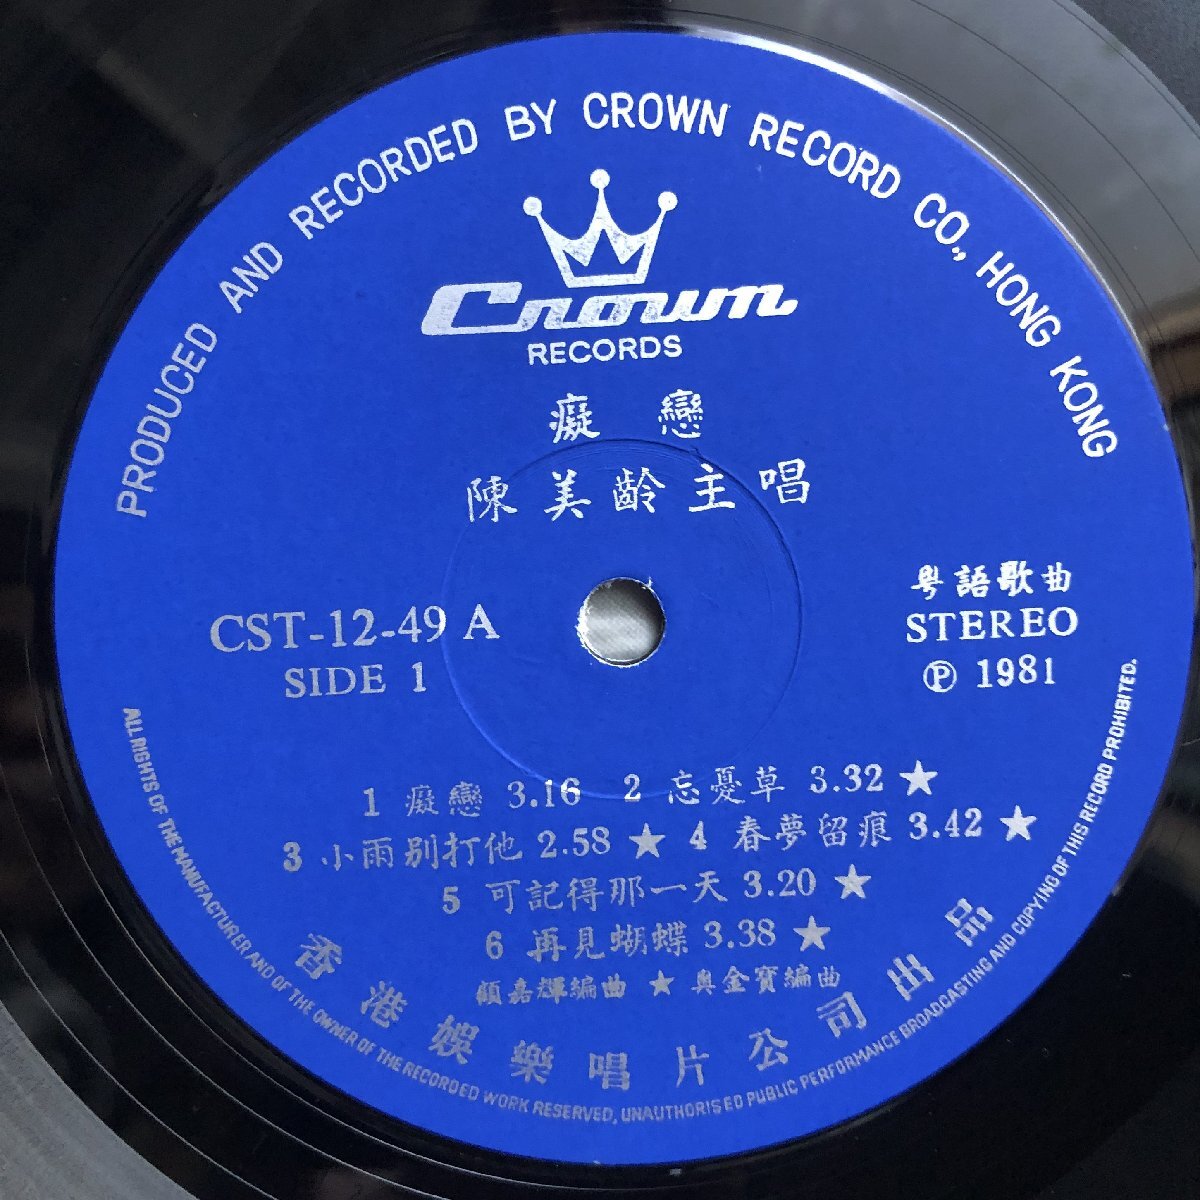 PRODUCED AND RECORDED BY CROWN RECORD CO., HONG KONG
Crown
RECORDS
癡戀
陳美齡主唱
粵語歌曲
CST-12-49 A
STEREO
SIDE 1
Ⓟ 1981
1 癡戀 3.16 2 忘憂草 3.32 ★
3 小雨別打他 2.58 ★ 4 春夢留痕 3.42 ★
5 可記得那一天 3.20 ★
6 再見蝴蝶 3.38 ★
顧嘉輝編曲 ★ 奧金寶編曲
香港娛樂唱片公司出品
ALL RIGHTS OF THE MANUFACTURER AND OF THE OWNER OF THE RECORDED WORK RESERVED, UNAUTHORISED PUBLIC PERFORMANCE BROADCASTING AND COPYING OF THIS RECORD PROHIBITED.